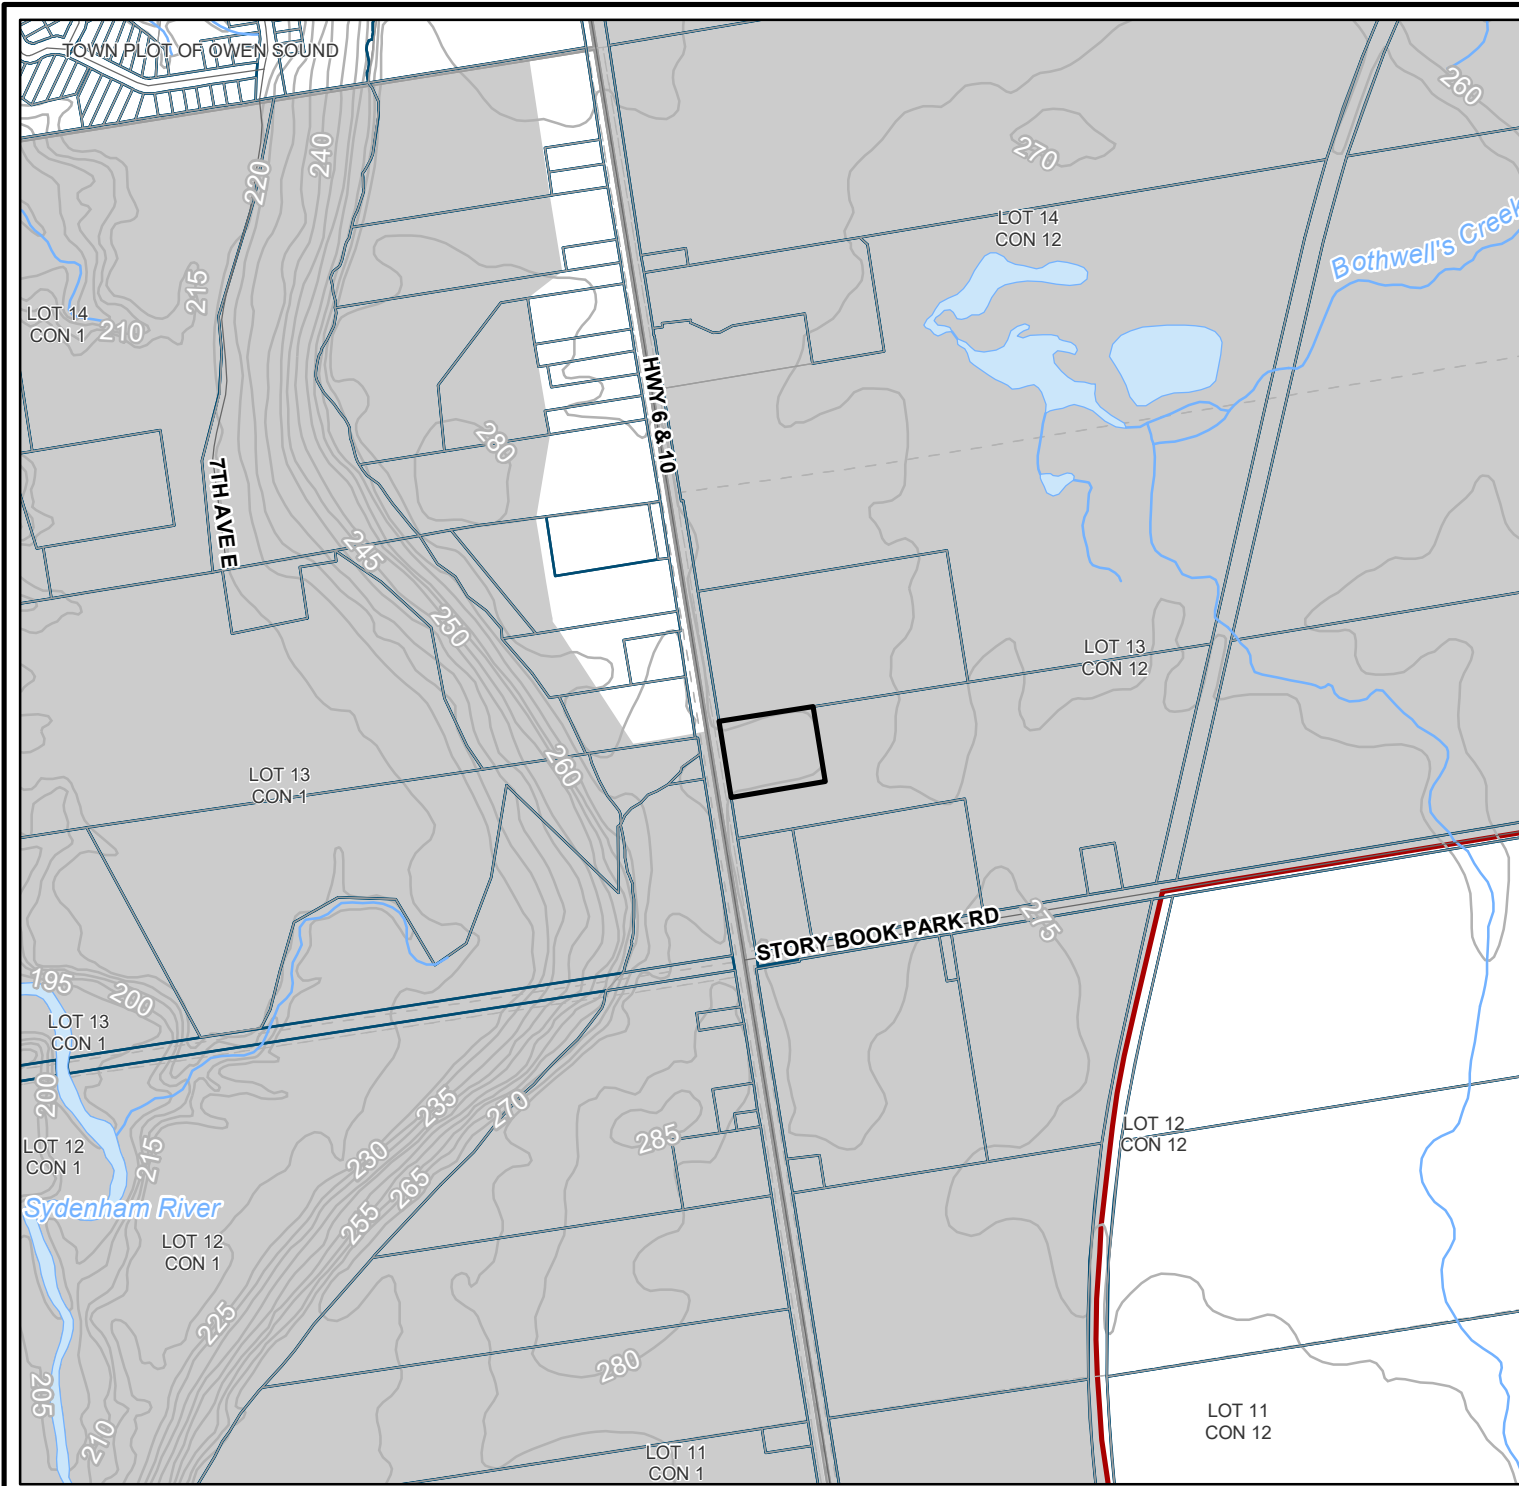 TOWN PLOT OF OWEN SOUND
260
240
270
220
LOT 14
CON 12
Bothwell's Creek
215
LOT 14
CON 1
210
HWY 6 & 10
280
7TH AVE E
245
250
LOT 13
CON 12
260
LOT 13
CON 1
275
STORY BOOK PARK RD
195
200
LOT 13
CON 1
200
235
270
285
LOT 12
CON 12
LOT 12
CON 1
215
230
265
Sydenham River
255
LOT 12
CON 1
225
280
205
210
LOT 11
CON 12
LOT 11
CON 1